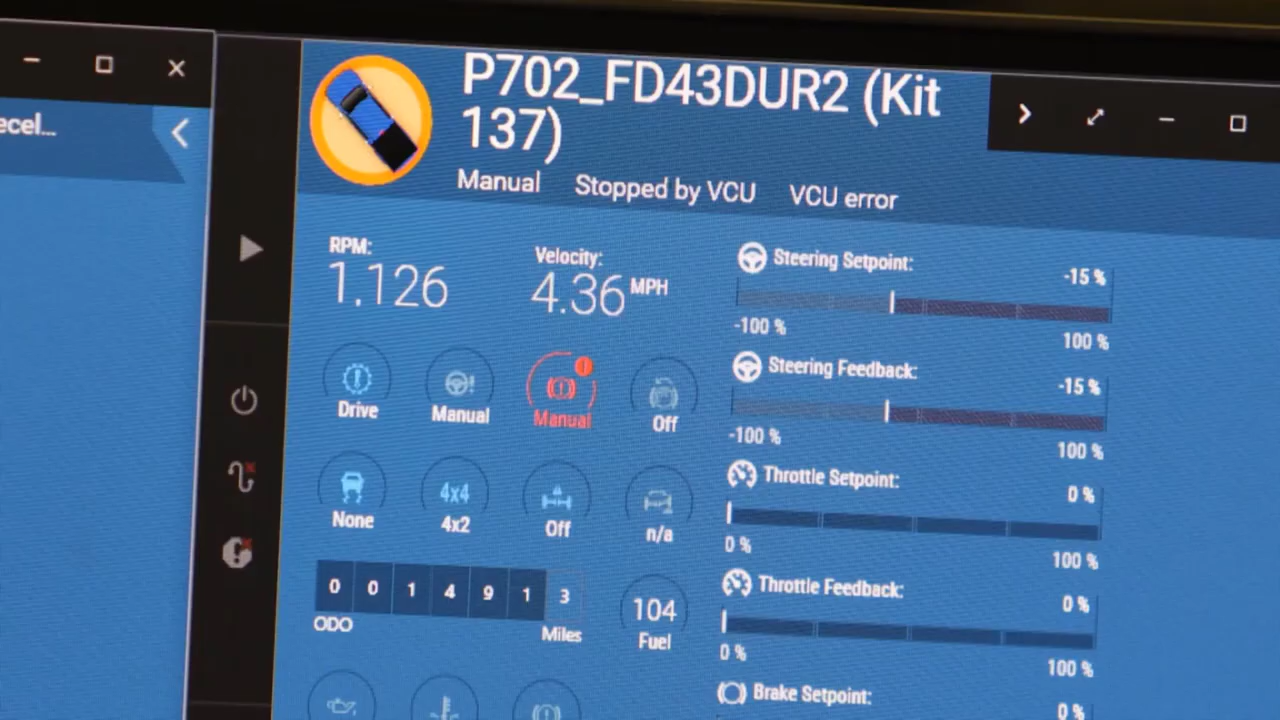 ecel...
P702_FD43DUR2 (Kit
137)
Manual Stopped by VCU VCU error
RPM:
1.126
Velocity:
4.36 MPH
Steering Setpoint:
-15 %
-100 % 100 %
Drive Manual Manual Off
Steering Feedback:
-15 %
-100 % 100 %
4x4
None 4x2 Off n/a
Throttle Setpoint:
0 %
0 % 100 %
0 0 1 4 9 1 3
ODO Miles
104
Fuel
Throttle Feedback:
0 %
0 % 100 %
Brake Setpoint:
0 %